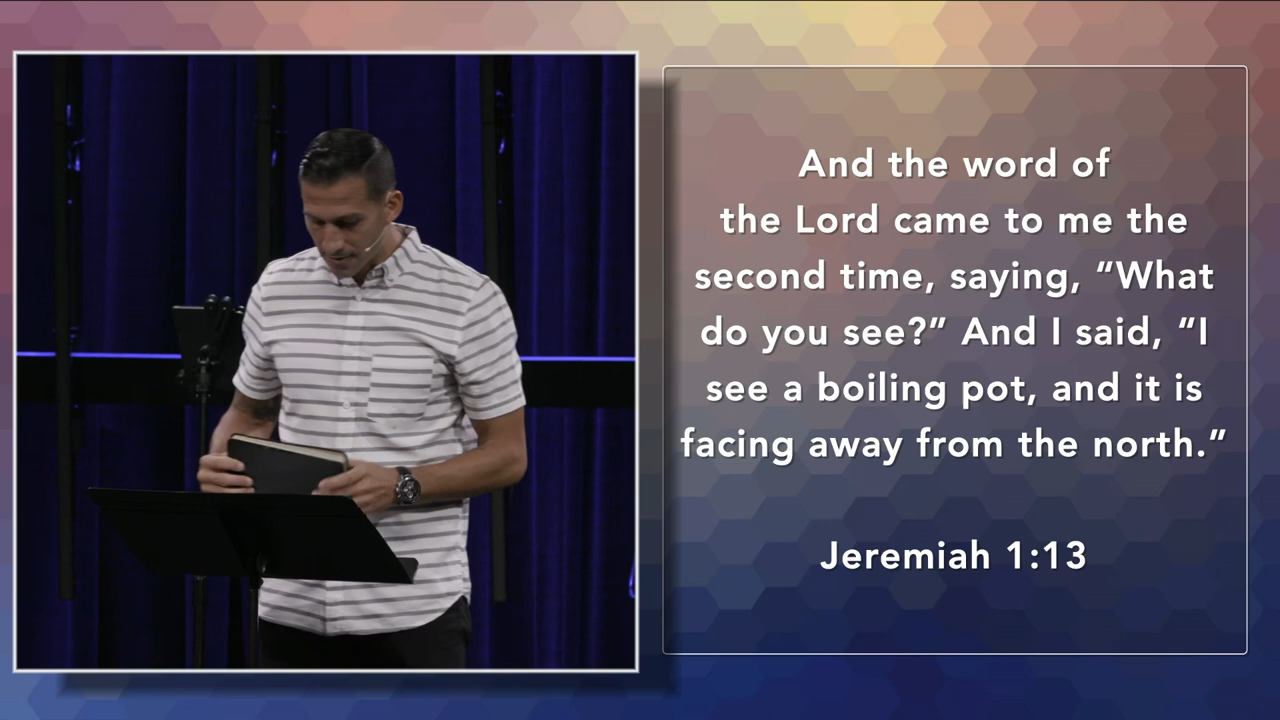 And the word of
the Lord came to me the
second time, saying, “What
do you see?” And I said, “I
see a boiling pot, and it is
facing away from the north.”
Jeremiah 1:13